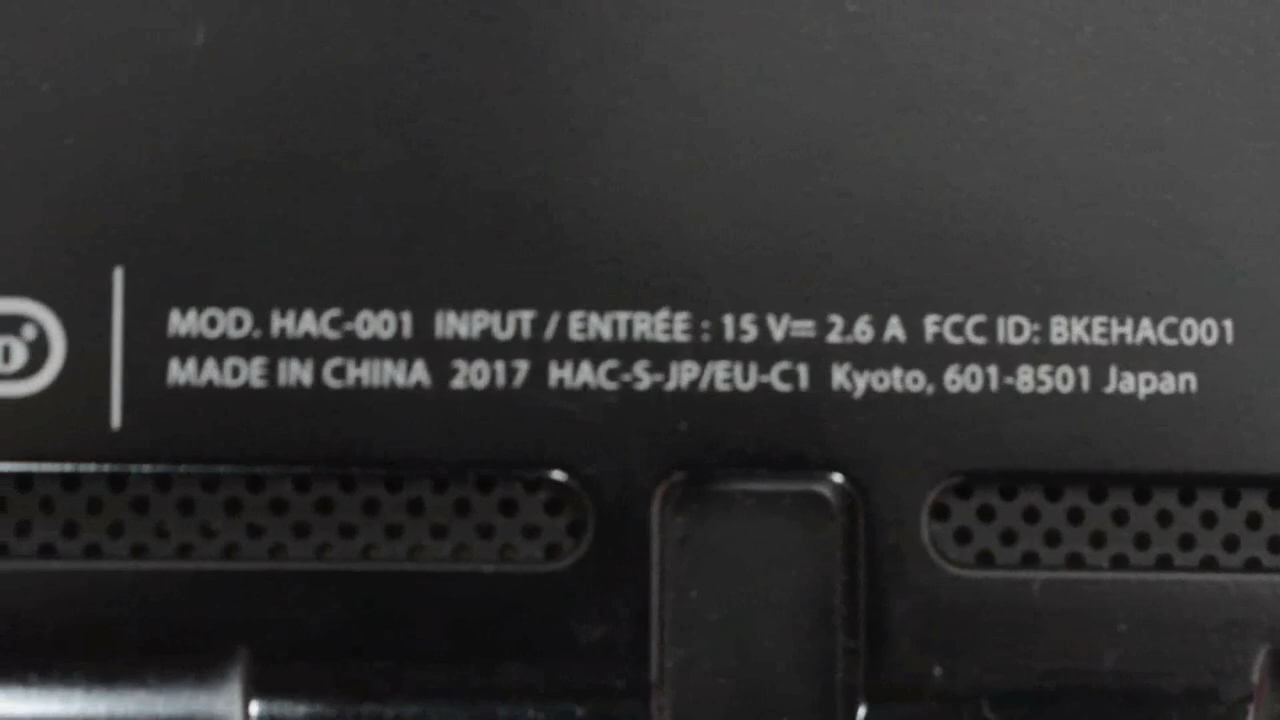 MOD. HAC-001 INPUT / ENTRÉE : 15 V⎓ 2.6 A FCC ID: BKEHAC001
MADE IN CHINA 2017 HAC-S-JP/EU-C1 Kyoto, 601-8501 Japan